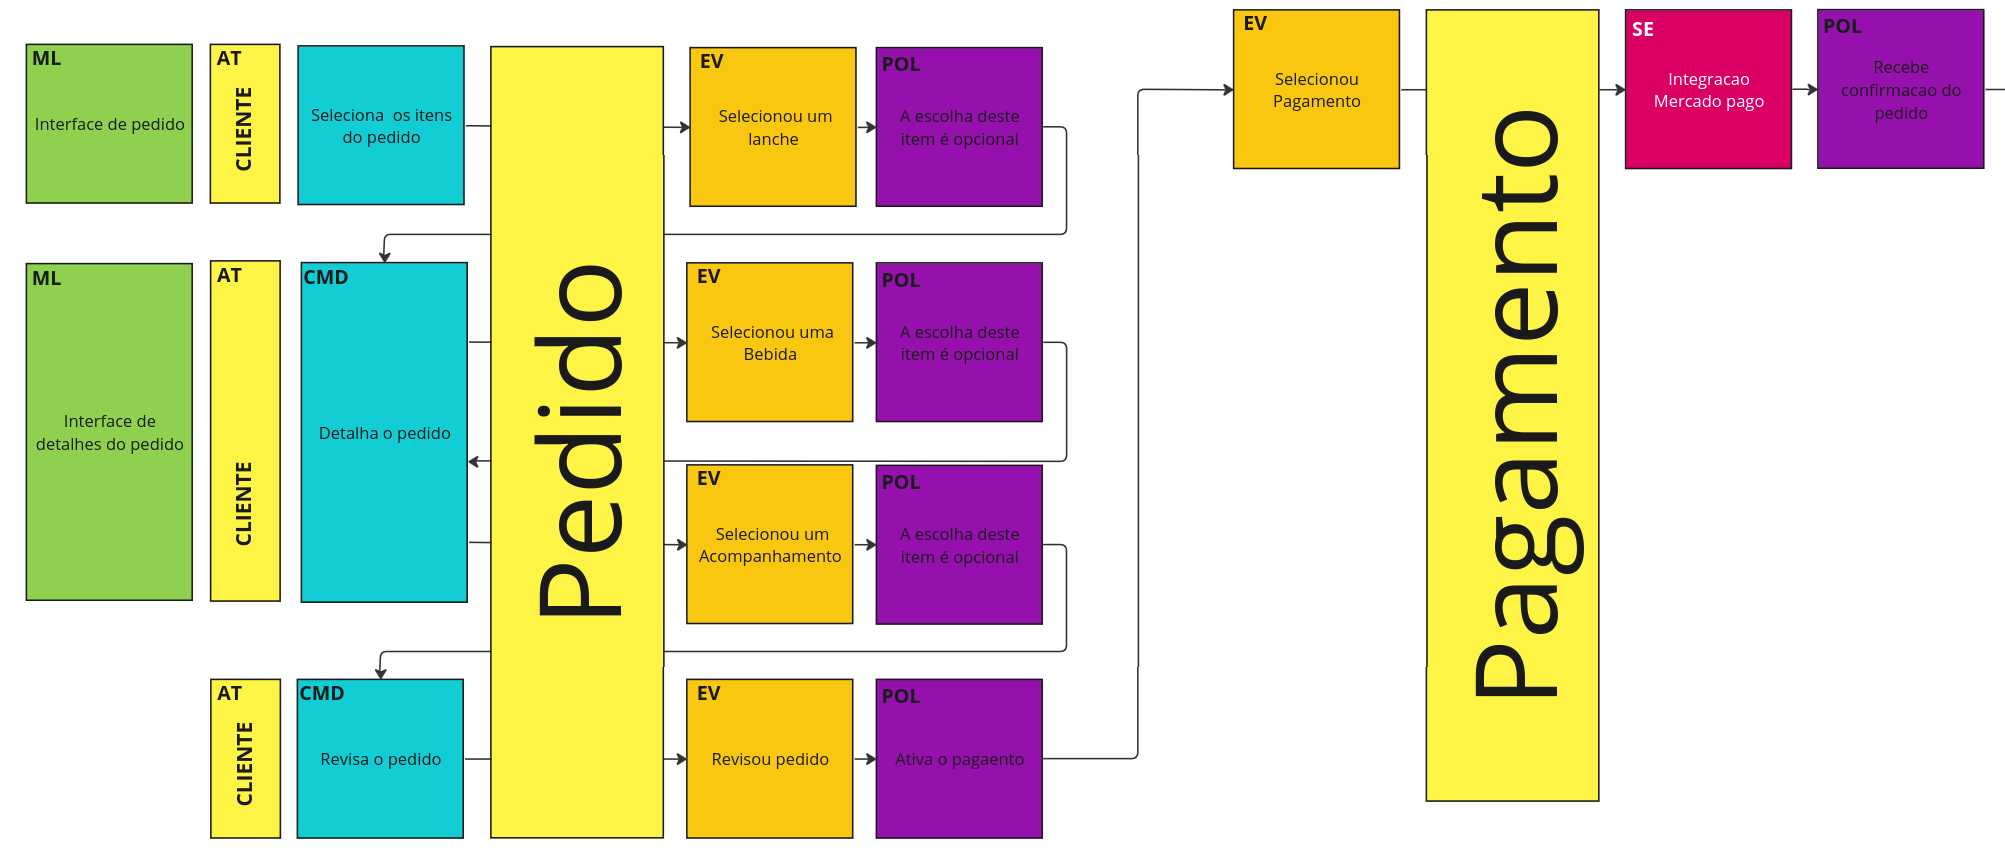 ML
Interface de pedido
AT
CLIENTE
Seleciona  os itens
do pedido
Pedido
EV
Selecionou um
lanche
POL
A escolha deste
item é opcional
ML
Interface de
detalhes do pedido
AT
CLIENTE
CMD
Detalha o pedido
EV
Selecionou uma
Bebida
POL
A escolha deste
item é opcional
EV
Selecionou um
Acompanhamento
POL
A escolha deste
item é opcional
AT
CLIENTE
CMD
Revisa o pedido
EV
Revisou pedido
POL
Ativa o pagaento
EV
Selecionou
Pagamento
Pagamento
SE
Integracao
Mercado pago
POL
Recebe
confirmacao do
pedido